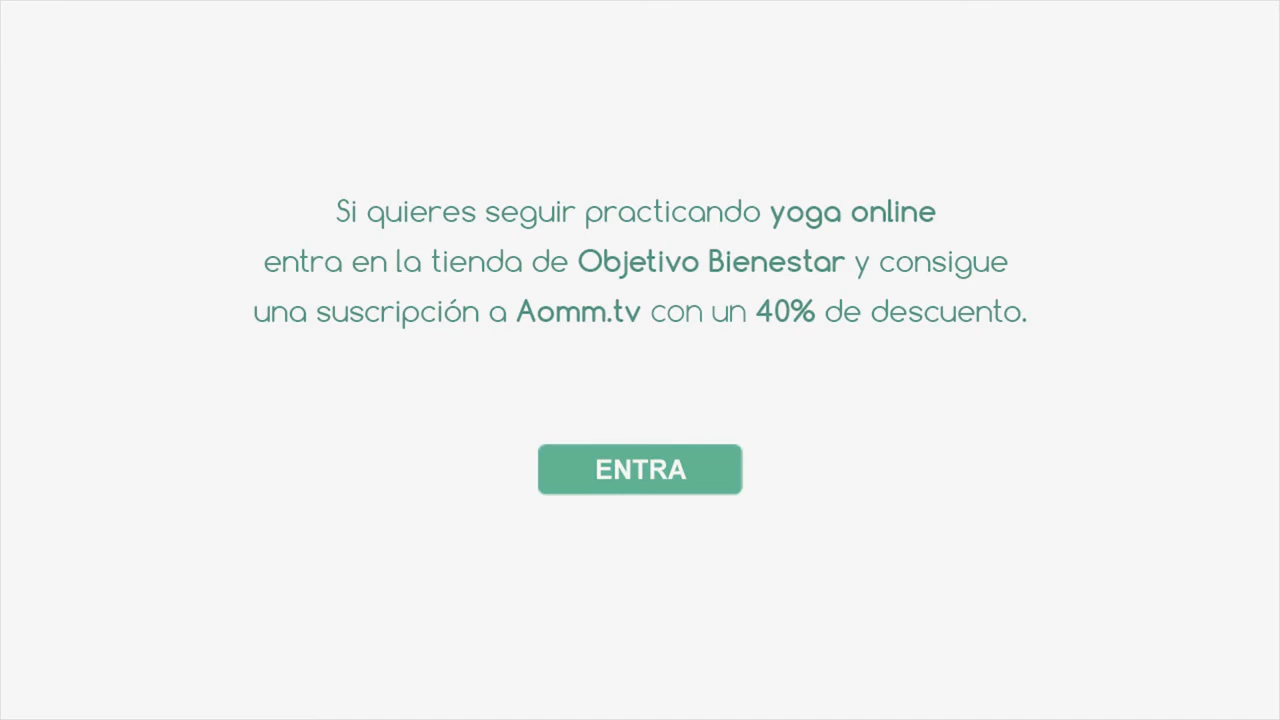 Si quieres seguir practicando yoga online
entra en la tienda de Objetivo Bienestar y consigue
una suscripción a Aomm.tv con un 40% de descuento.
ENTRA